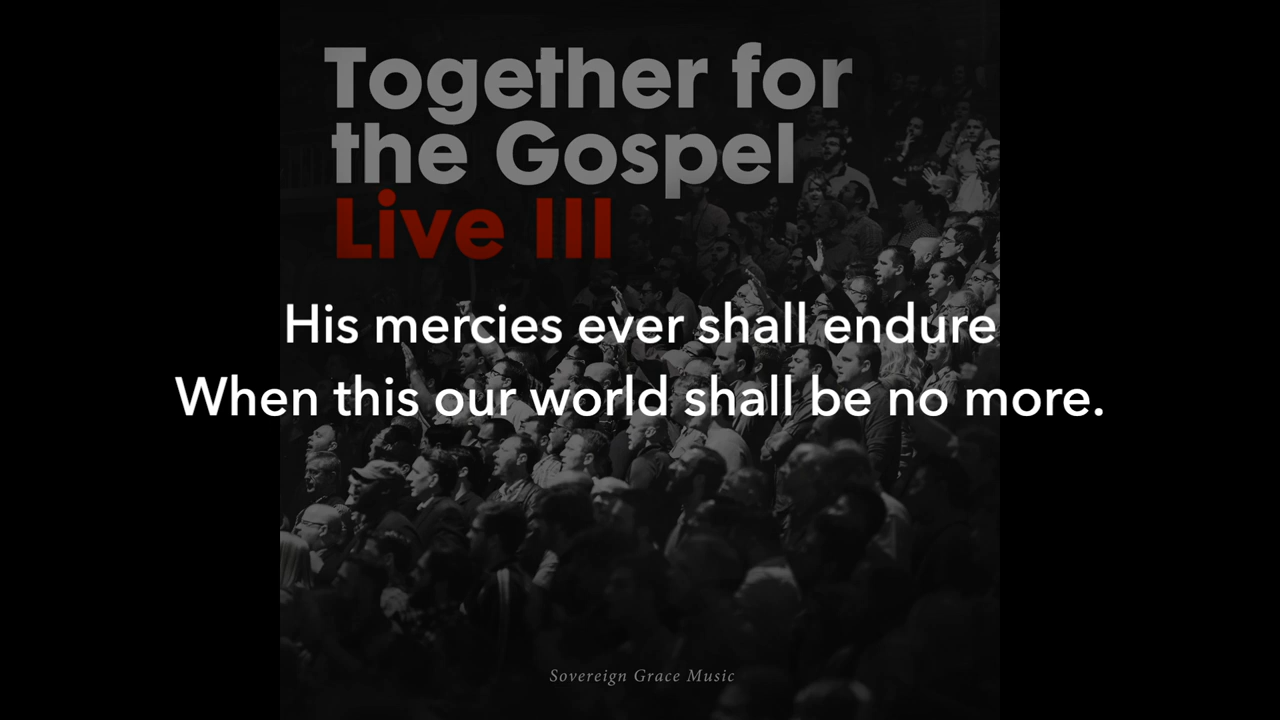 Together for
the Gospel
Live III
His mercies ever shall endure
When this our world shall be no more.
Sovereign Grace Music